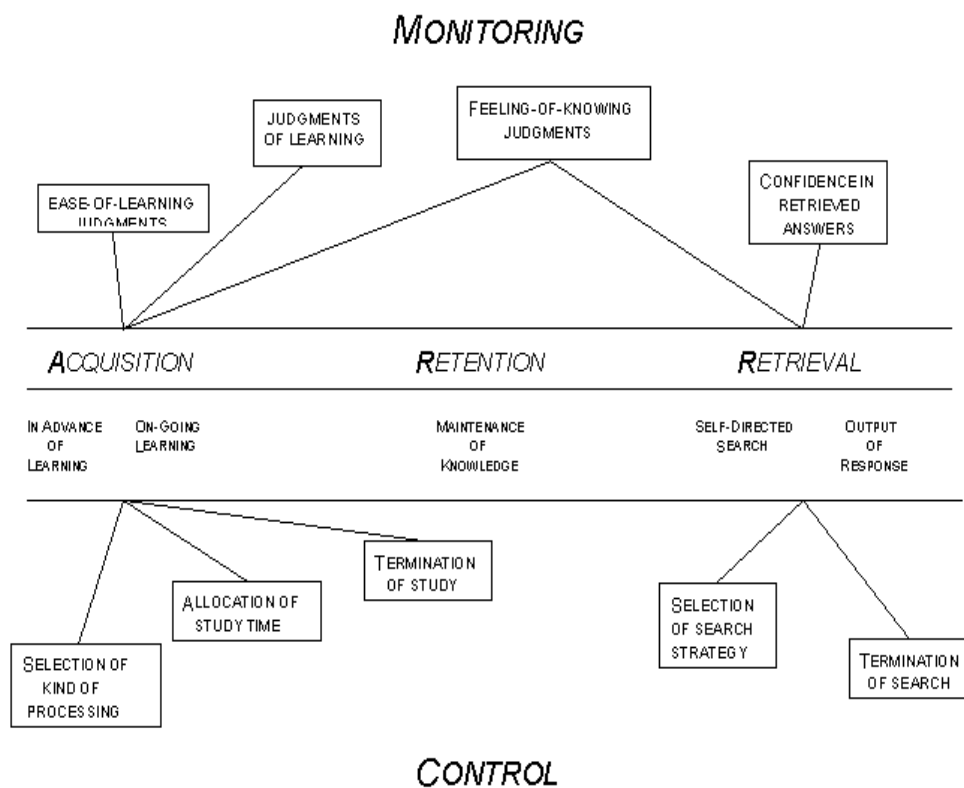 MONITORING
JUDGMENTS
OF LEARNING
FEELING-OF-KNOWING
JUDGMENTS
EASE-OF-LEARNING
JUDGMENTS
CONFIDENCE IN
RETRIEVED
ANSWERS
ACQUISITION RETENTION RETRIEVAL
IN ADVANCE
OF
LEARNING
ON-GOING
LEARNING
MAINTENANCE
OF
KNOWLEDGE
SELF-DIRECTED
SEARCH
OUTPUT
OF
RESPONSE
TERMINATION
OF STUDY
ALLOCATION OF
STUDY TIME
SELECTION OF
KIND OF
PROCESSING
SELECTION
OF SEARCH
STRATEGY
TERMINATION
OF SEARCH
CONTROL